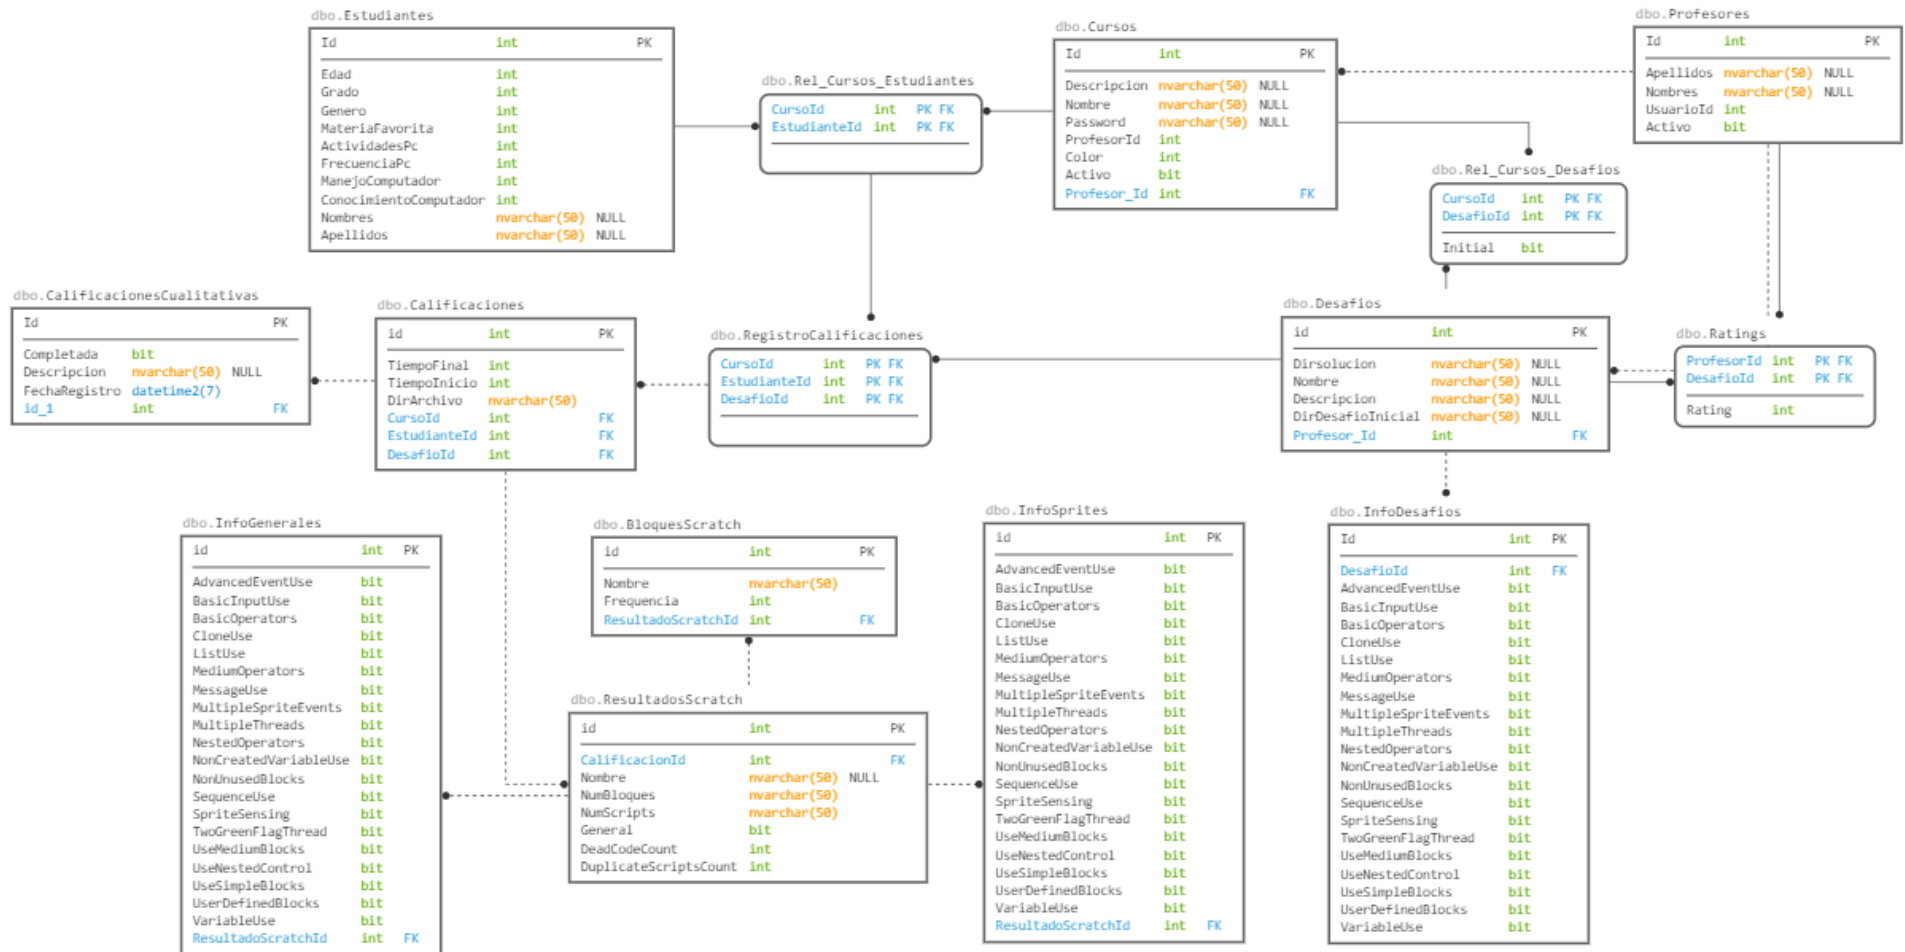 dbo.Estudiantes
Id int PK
Edad int
Grado int
Genero int
MateriaFavorita int
ActividadesPc int
FrecuenciaPc int
ManejoComputador int
ConocimientoComputador int
Nombres nvarchar(50) NULL
Apellidos nvarchar(50) NULL
dbo.Rel_Cursos_Estudiantes
CursoId int PK FK
EstudianteId int PK FK
dbo.Cursos
Id int PK
Descripcion nvarchar(50) NULL
Nombre nvarchar(50) NULL
Password nvarchar(50) NULL
ProfesorId int
Color int
Activo bit
Profesor_Id int FK
dbo.Profesores
Id int PK
Apellidos nvarchar(50) NULL
Nombres nvarchar(50) NULL
UsuarioId int
Activo bit
dbo.Rel_Cursos_Desafios
CursoId int PK FK
DesafioId int PK FK
Initial bit
dbo.CalificacionesCualitativas
Id PK
Completada bit
Descripcion nvarchar(50) NULL
FechaRegistro datetime2(7)
id_1 int FK
dbo.Calificaciones
id int PK
TiempoFinal int
TiempoInicio int
DirArchivo nvarchar(50)
CursoId int FK
EstudianteId int FK
DesafioId int FK
dbo.RegistroCalificaciones
CursoId int PK FK
EstudianteId int PK FK
DesafioId int PK FK
dbo.Desafios
id int PK
Dirsolucion nvarchar(50) NULL
Nombre nvarchar(50) NULL
Descripcion nvarchar(50) NULL
DirDesafioInicial nvarchar(50) NULL
Profesor_Id int FK
dbo.Ratings
ProfesorId int PK FK
DesafioId int PK FK
Rating int
dbo.InfoGenerales
id int PK
AdvancedEventUse bit
BasicInputUse bit
BasicOperators bit
CloneUse bit
ListUse bit
MediumOperators bit
MessageUse bit
MultipleSpriteEvents bit
MultipleThreads bit
NestedOperators bit
NonCreatedVariableUse bit
NonUnusedBlocks bit
SequenceUse bit
SpriteSensing bit
TwoGreenFlagThread bit
UseMediumBlocks bit
UseNestedControl bit
UseSimpleBlocks bit
UserDefinedBlocks bit
VariableUse bit
ResultadoScratchId int FK
dbo.BloquesScratch
id int PK
Nombre nvarchar(50)
Frequencia int
ResultadoScratchId int FK
dbo.ResultadosScratch
id int PK
CalificacionId int FK
Nombre nvarchar(50) NULL
NumBloques nvarchar(50)
NumScripts nvarchar(50)
General bit
DeadCodeCount int
DuplicateScriptsCount int
dbo.InfoSprites
id int PK
AdvancedEventUse bit
BasicInputUse bit
BasicOperators bit
CloneUse bit
ListUse bit
MediumOperators bit
MessageUse bit
MultipleSpriteEvents bit
MultipleThreads bit
NestedOperators bit
NonCreatedVariableUse bit
NonUnusedBlocks bit
SequenceUse bit
SpriteSensing bit
TwoGreenFlagThread bit
UseMediumBlocks bit
UseNestedControl bit
UseSimpleBlocks bit
UserDefinedBlocks bit
VariableUse bit
ResultadoScratchId int FK
dbo.InfoDesafios
Id int PK
DesafioId int FK
AdvancedEventUse bit
BasicInputUse bit
BasicOperators bit
CloneUse bit
ListUse bit
MediumOperators bit
MessageUse bit
MultipleSpriteEvents bit
MultipleThreads bit
NestedOperators bit
NonCreatedVariableUse bit
NonUnusedBlocks bit
SequenceUse bit
SpriteSensing bit
TwoGreenFlagThread bit
UseMediumBlocks bit
UseNestedControl bit
UseSimpleBlocks bit
UserDefinedBlocks bit
VariableUse bit